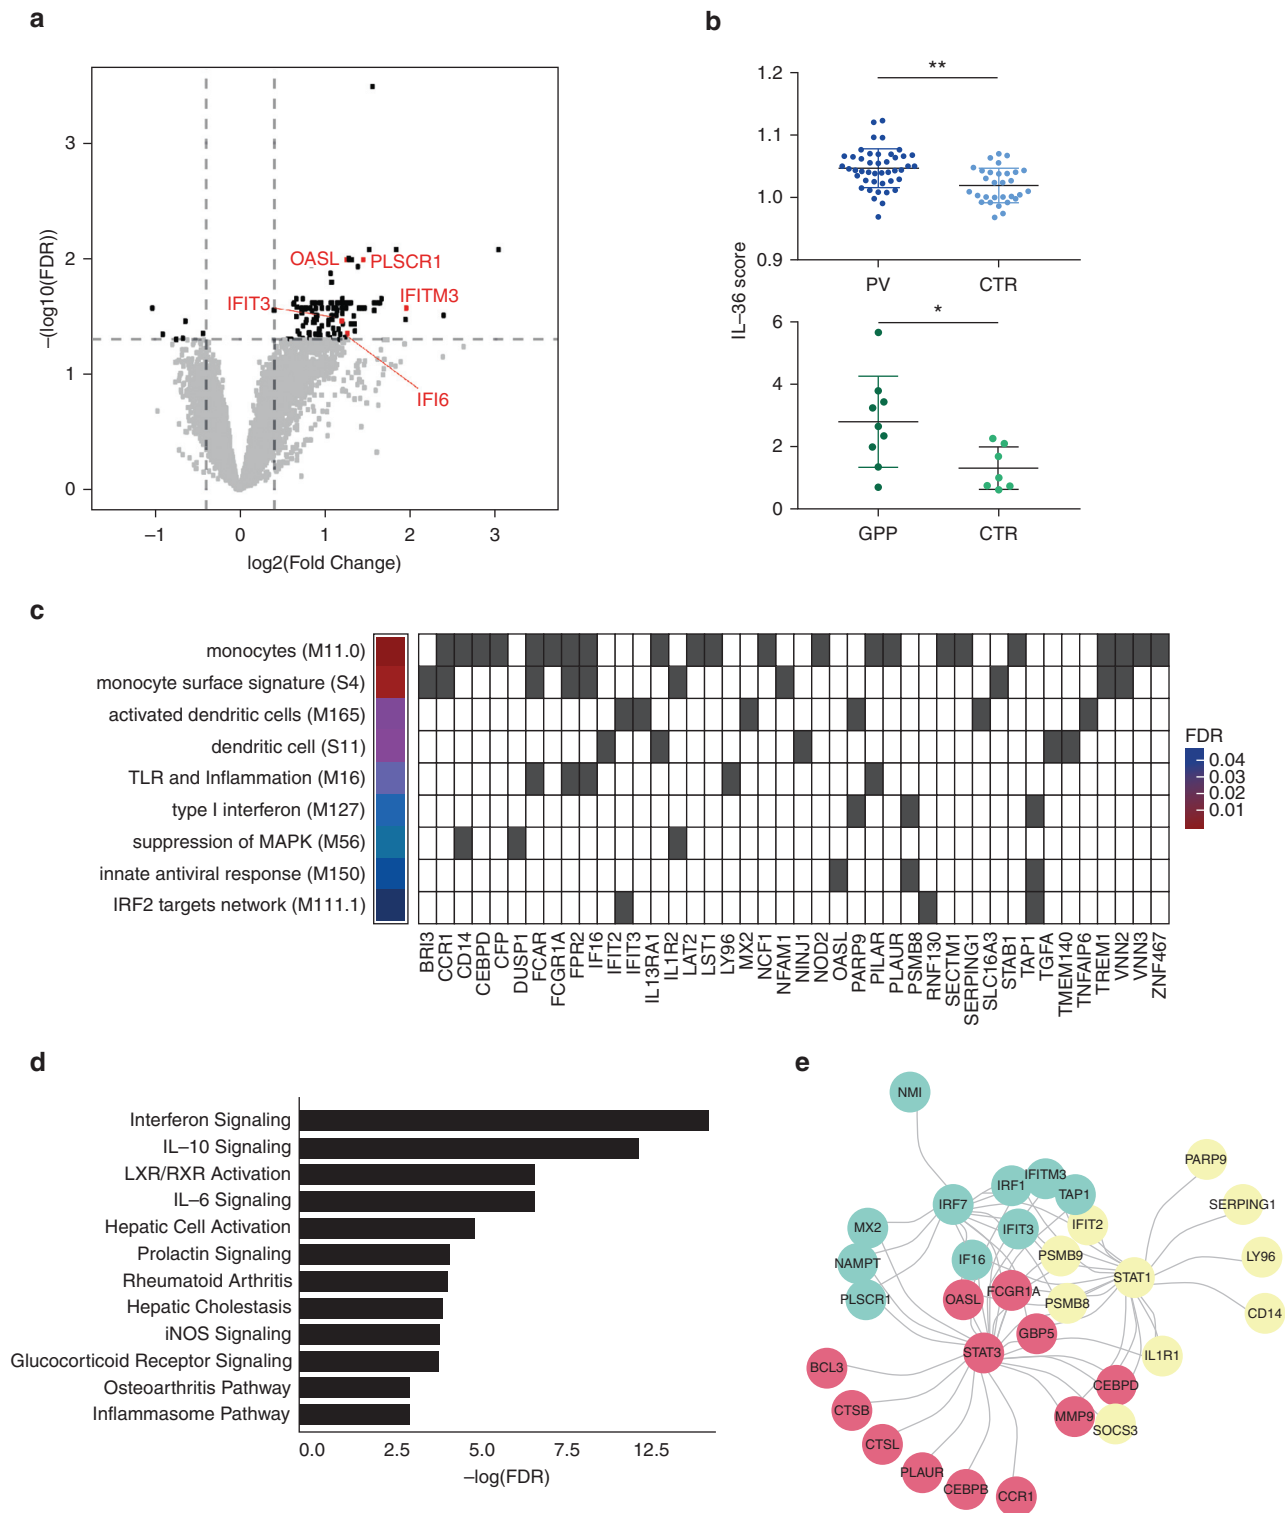 a
–(log10(FDR))
3
2
1
0
–1
0
1
2
3
log2(Fold Change)
OASL
PLSCR1
IFIT3
IFITM3
IFI6
b
IL–36 score
1.2
1.1
1.0
0.9
**
PV
CTR
6
4
2
0
*
GPP
CTR
c
monocytes (M11.0)
monocyte surface signature (S4)
activated dendritic cells (M165)
dendritic cell (S11)
TLR and Inflammation (M16)
type I interferon (M127)
suppression of MAPK (M56)
innate antiviral response (M150)
IRF2 targets network (M111.1)
BRI3
CCR1
CD14
CEBPD
CFP
DUSP1
FCAR
FCGR1A
FPR2
IF16
IFIT2
IFIT3
IL13RA1
IL1R2
LAT2
LST1
LY96
MX2
NCF1
NFAM1
NINJ1
NOD2
OASL
PARP9
PILAR
PLAUR
PSMB8
RNF130
SECTM1
SERPING1
SLC16A3
STAB1
TAP1
TGFA
TMEM140
TNFAIP6
TREM1
VNN2
VNN3
ZNF467
FDR
0.04
0.03
0.02
0.01
d
Interferon Signaling
IL–10 Signaling
LXR/RXR Activation
IL–6 Signaling
Hepatic Cell Activation
Prolactin Signaling
Rheumatoid Arthritis
Hepatic Cholestasis
iNOS Signaling
Glucocorticoid Receptor Signaling
Osteoarthritis Pathway
Inflammasome Pathway
0.0
2.5
5.0
7.5
12.5
–log(FDR)
e
NMI
PARP9
IFITM3
IRF1
TAP1
SERPING1
IRF7
MX2
IFIT3
IFIT2
PSMB9
LY96
NAMPT
IF16
STAT1
PLSCR1
OASL
FCGR1A
PSMB8
CD14
GBP5
STAT3
IL1R1
BCL3
CEBPD
CTSB
MMP9
SOCS3
CTSL
PLAUR
CEBPB
CCR1